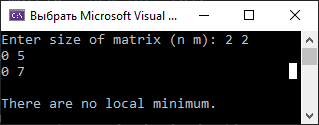 Выбрать Microsoft Visual ...
Enter size of matrix (n m): 2 2
0 5
0 7
There are no local minimum.